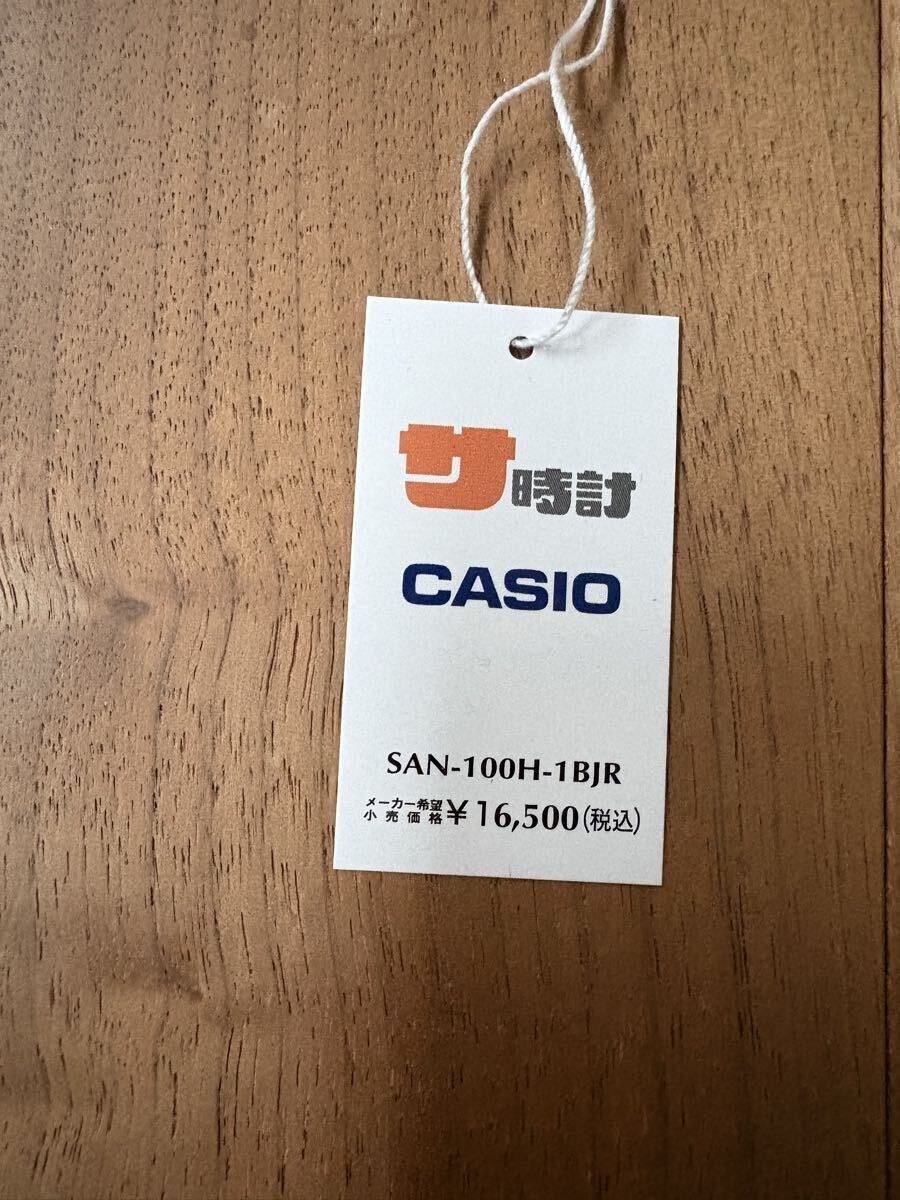 サ時計
CASIO
SAN-100H-1BJR
メーカー希望
小売価格 ¥16,500(税込)